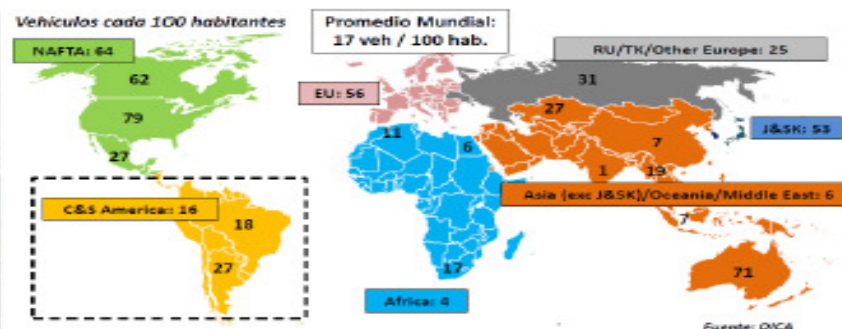 Vehículos cada 100 habitantes
Promedio Mundial:
17 veh / 100 hab.
NAFTA: 64
62
79
27
C&S America: 16
18
27
EU: 56
RU/TK/Other Europe: 25
31
27
J&SK: 53
11
6
7
1
19
Asia (exc J&SK)/Oceania/Middle East: 6
7
71
17
Africa: 4
Fuente: OICA